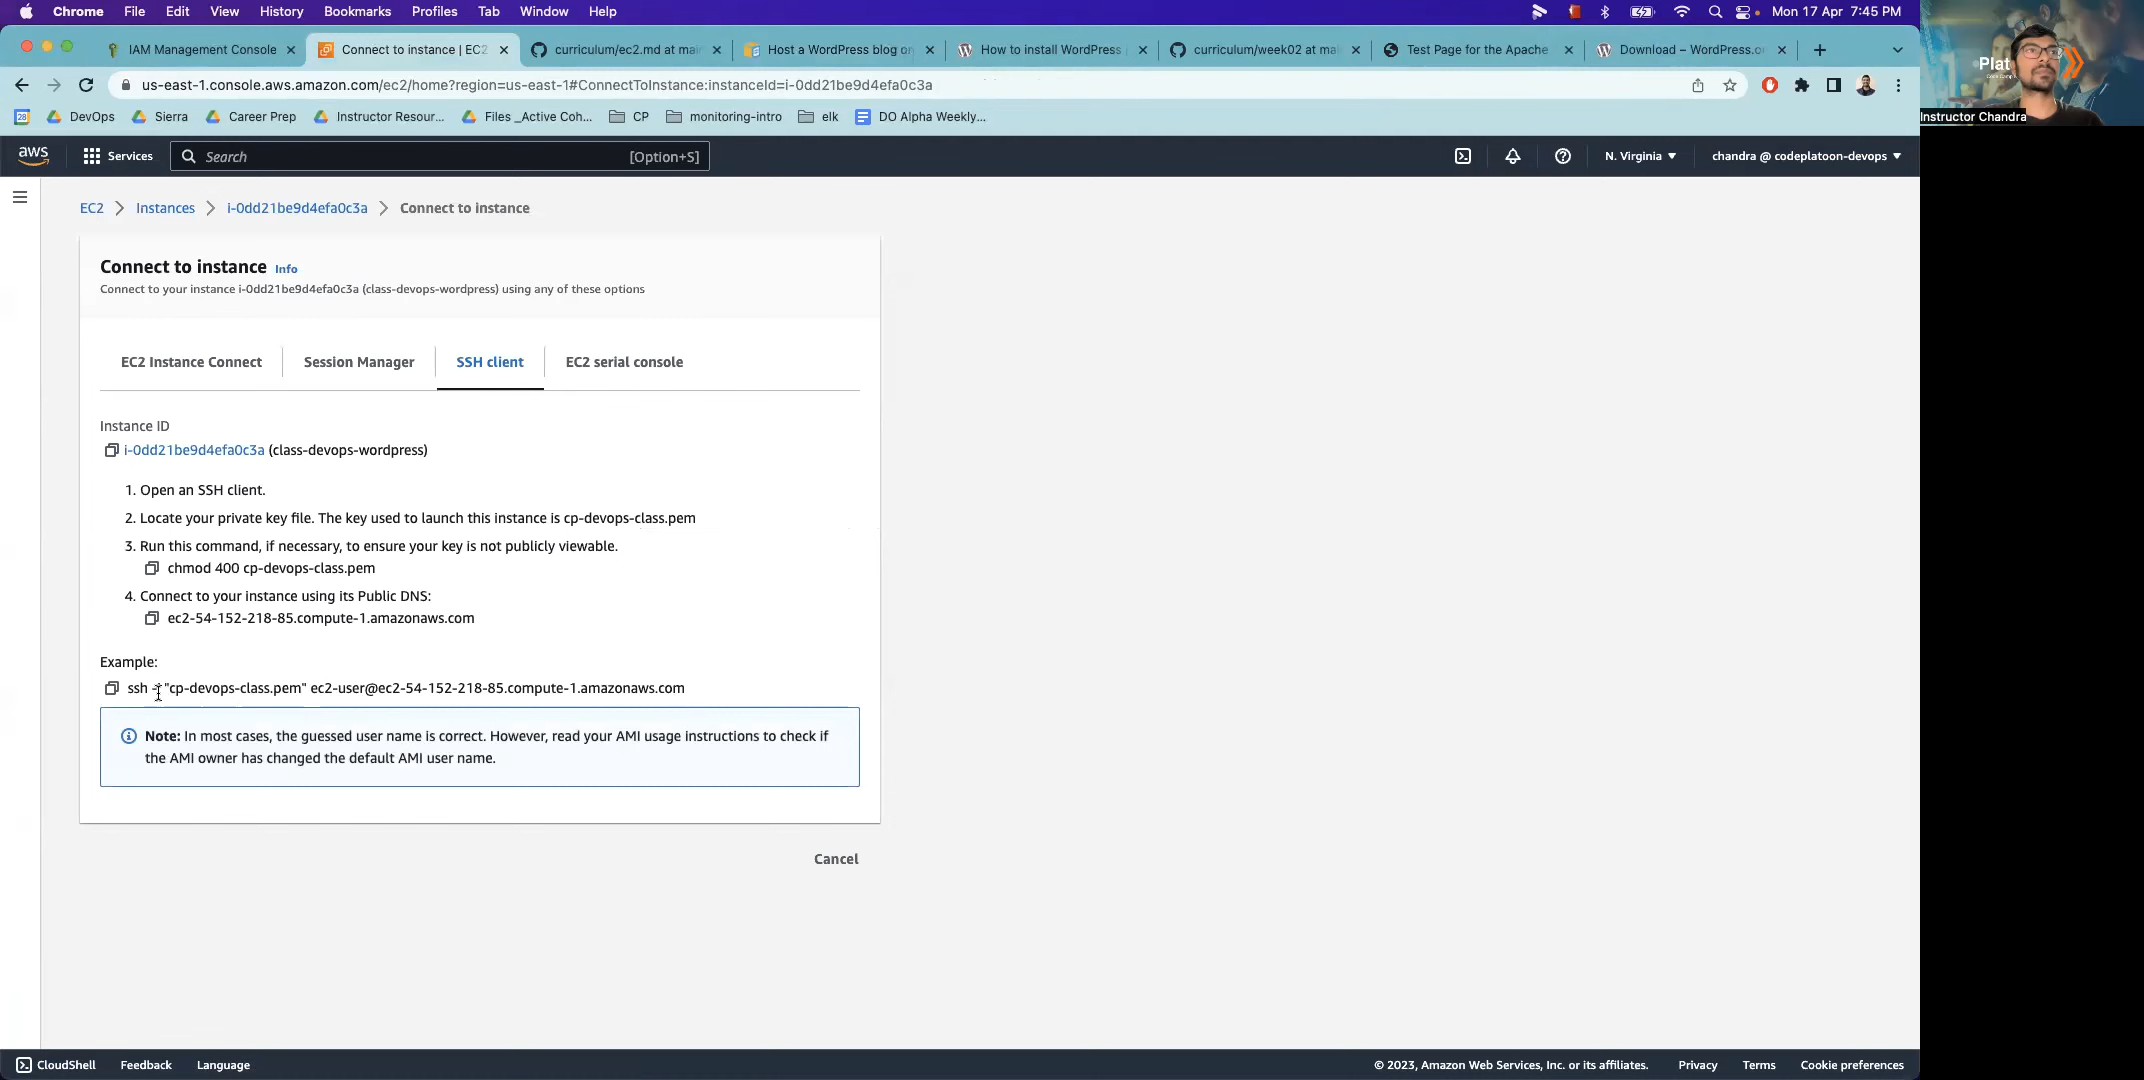 Chrome File Edit View History Bookmarks Profiles Tab Window Help Mon 17 Apr 7:45 PM
IAM Management Console Connect to instance | EC2 curriculum/ec2.md at mai Host a WordPress blog or How to install WordPress curriculum/week02 at mai Test Page for the Apache Download – WordPress.o
us-east-1.console.aws.amazon.com/ec2/home?region=us-east-1#ConnectToInstance:instanceId=i-0dd21be9d4efa0c3a
28 DevOps Sierra Career Prep Instructor Resour... Files _Active Coh... CP monitoring-intro elk DO Alpha Weekly...
aws Services Search [Option+S] N. Virginia chandra @ codeplatoon-devops
EC2 Instances i-0dd21be9d4efa0c3a Connect to instance
Connect to instance Info
Connect to your instance i-0dd21be9d4efa0c3a (class-devops-wordpress) using any of these options
EC2 Instance Connect Session Manager SSH client EC2 serial console
Instance ID
i-0dd21be9d4efa0c3a (class-devops-wordpress)
1. Open an SSH client.
2. Locate your private key file. The key used to launch this instance is cp-devops-class.pem
3. Run this command, if necessary, to ensure your key is not publicly viewable.
chmod 400 cp-devops-class.pem
4. Connect to your instance using its Public DNS:
ec2-54-152-218-85.compute-1.amazonaws.com
Example:
ssh "cp-devops-class.pem" ec2-user@ec2-54-152-218-85.compute-1.amazonaws.com
Note: In most cases, the guessed user name is correct. However, read your AMI usage instructions to check if
the AMI owner has changed the default AMI user name.
Cancel
CloudShell Feedback Language © 2023, Amazon Web Services, Inc. or its affiliates. Privacy Terms Cookie preferences
Plat
Instructor Chandra